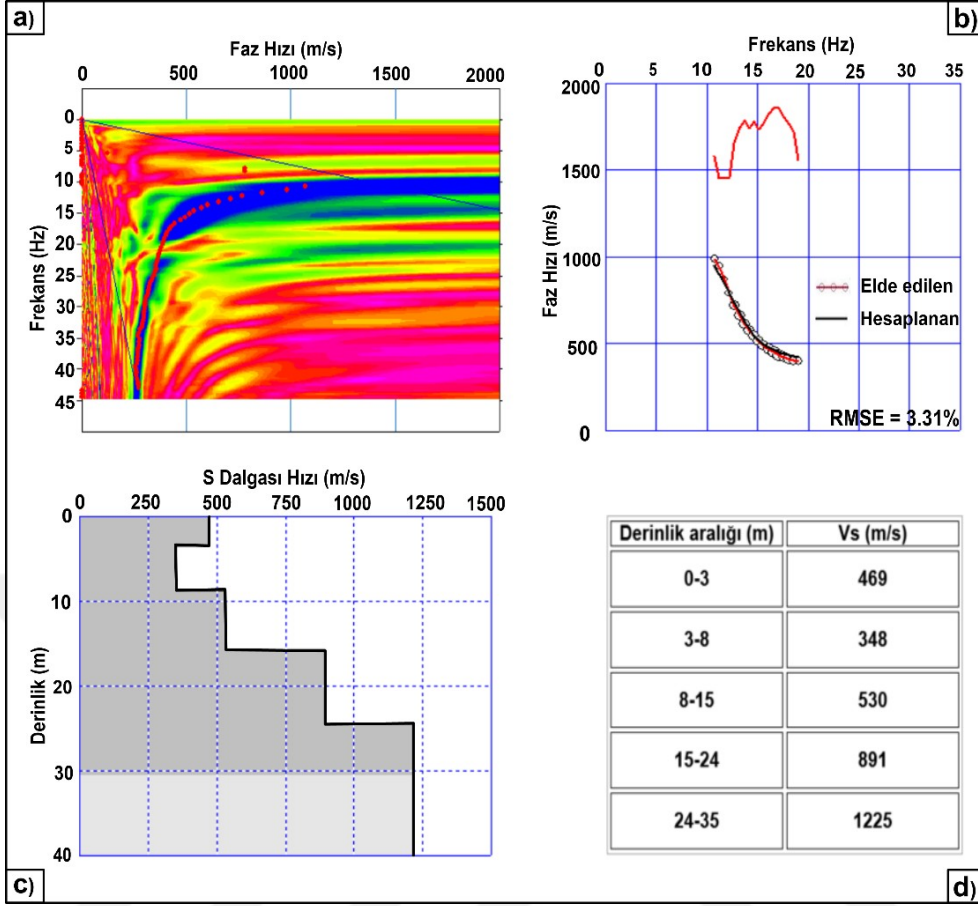 a)
Faz Hızı (m/s)
0 500 1000 1500 2000
Frekans (Hz)
0
5
10
15
20
25
30
35
40
45
b)
Frekans (Hz)
0 5 10 15 20 25 30 35
Faz Hızı (m/s)
2000
1500
1000
500
0
Elde edilen
Hesaplanan
RMSE = 3.31%
S Dalgası Hızı (m/s)
0 250 500 750 1000 1250 1500
Derinlik (m)
0
10
20
30
40
c)
Derinlik aralığı (m) Vs (m/s)
0-3 469
3-8 348
8-15 530
15-24 891
24-35 1225
d)